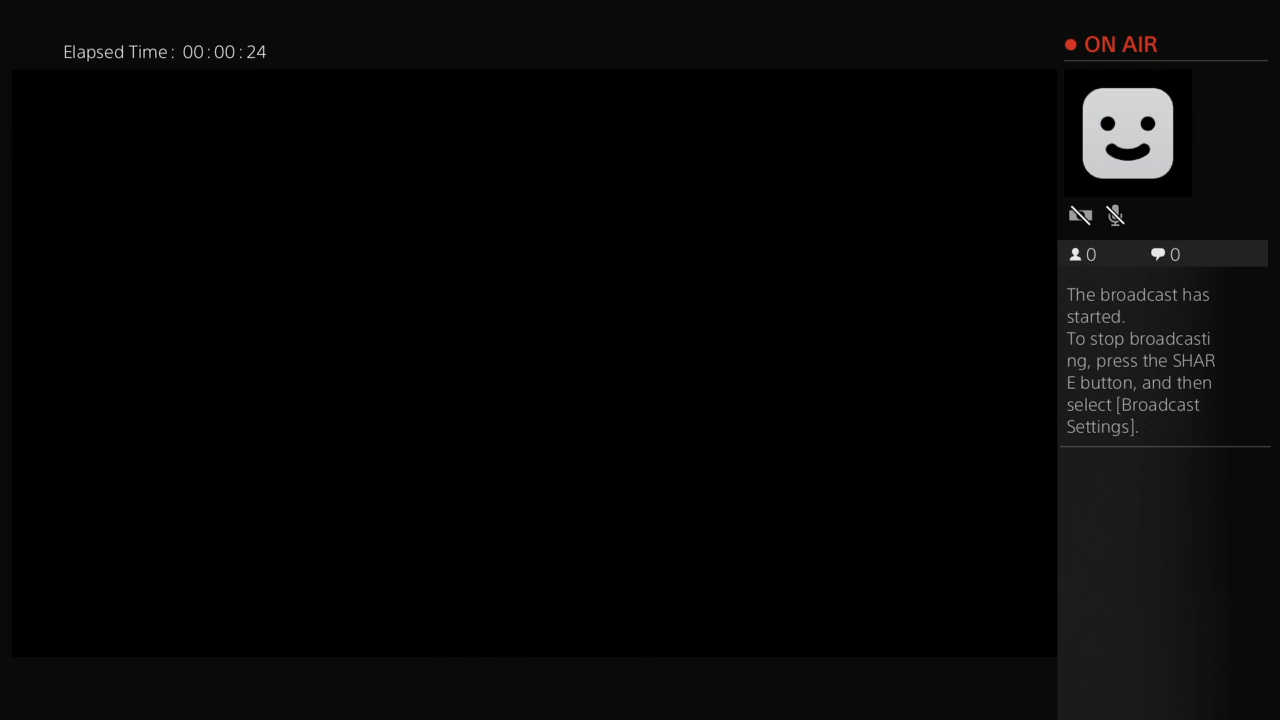 Elapsed Time: 00:00:24
ON AIR
0 0
The broadcast has
started.
To stop broadcasti
ng, press the SHAR
E button, and then
select [Broadcast
Settings].